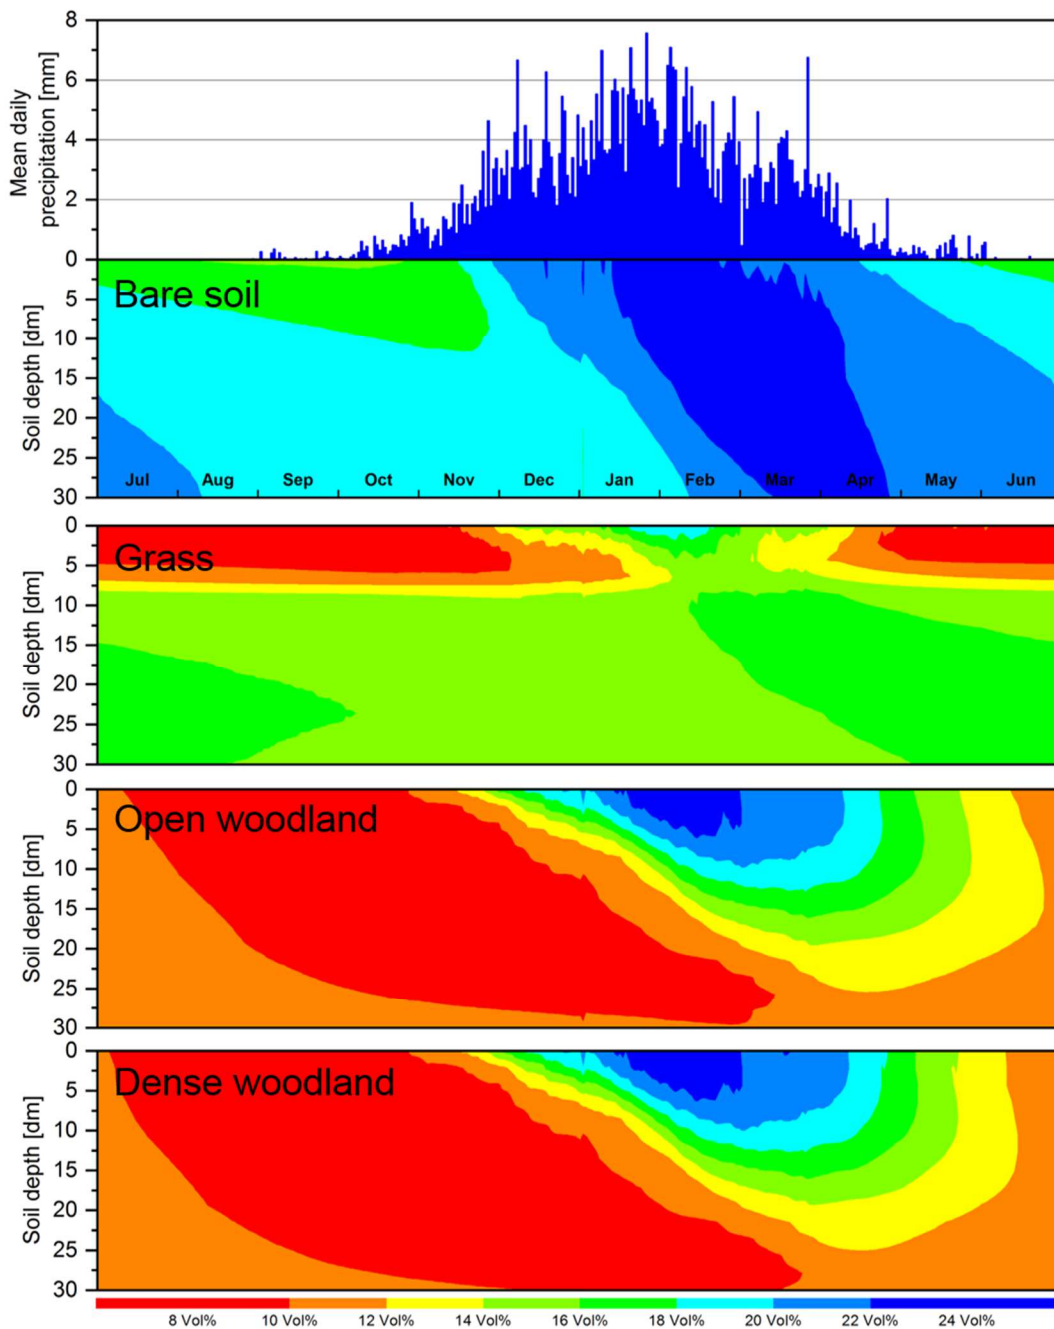 Mean daily
precipitation [mm]
8
6
4
2
0
Bare soil
Soil depth [dm]
0
5
10
15
20
25
30
Jul Aug Sep Oct Nov Dec Jan Feb Mar Apr May Jun
Grass
Soil depth [dm]
0
5
10
15
20
25
30
Open woodland
Soil depth [dm]
0
5
10
15
20
25
30
Dense woodland
Soil depth [dm]
0
5
10
15
20
25
30
8 Vol% 10 Vol% 12 Vol% 14 Vol% 16 Vol% 18 Vol% 20 Vol% 22 Vol% 24 Vol%